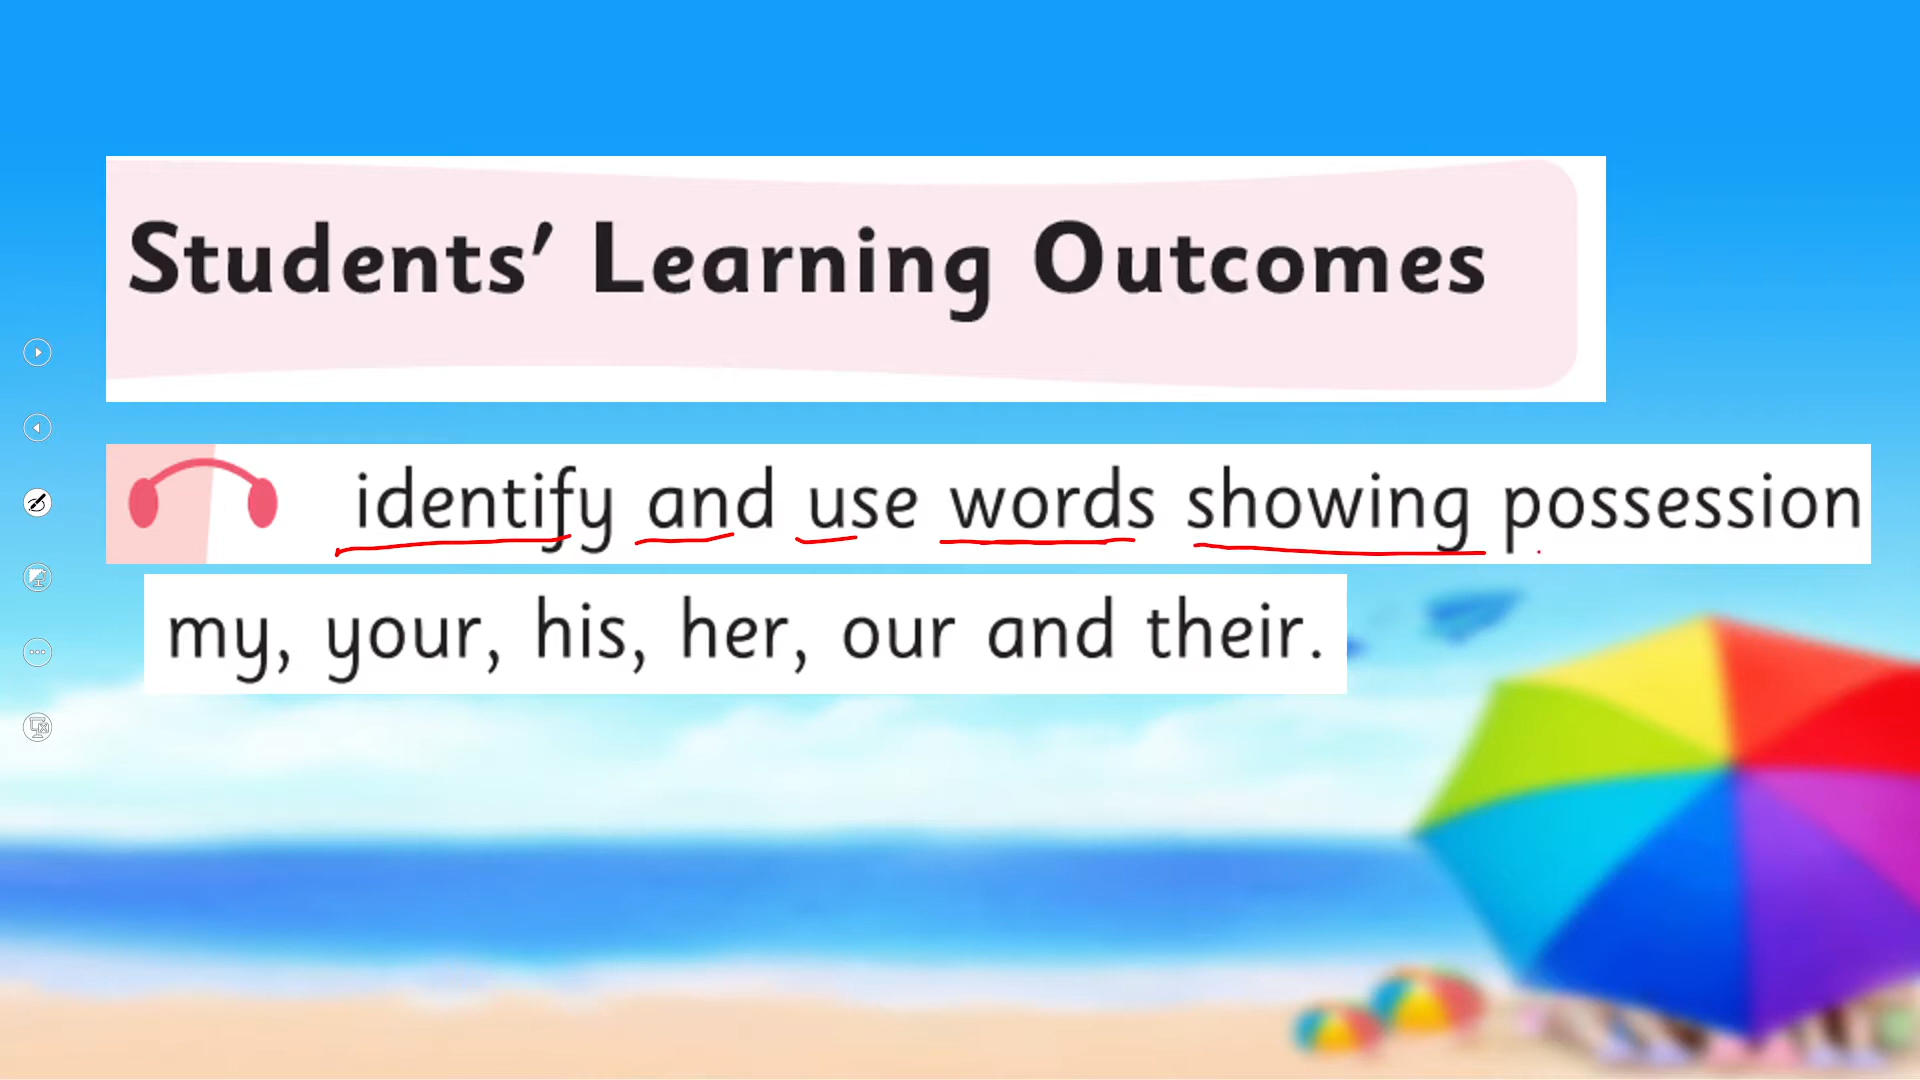 Students' Learning Outcomes
identify and use words showing possession
my, your, his, her, our and their.